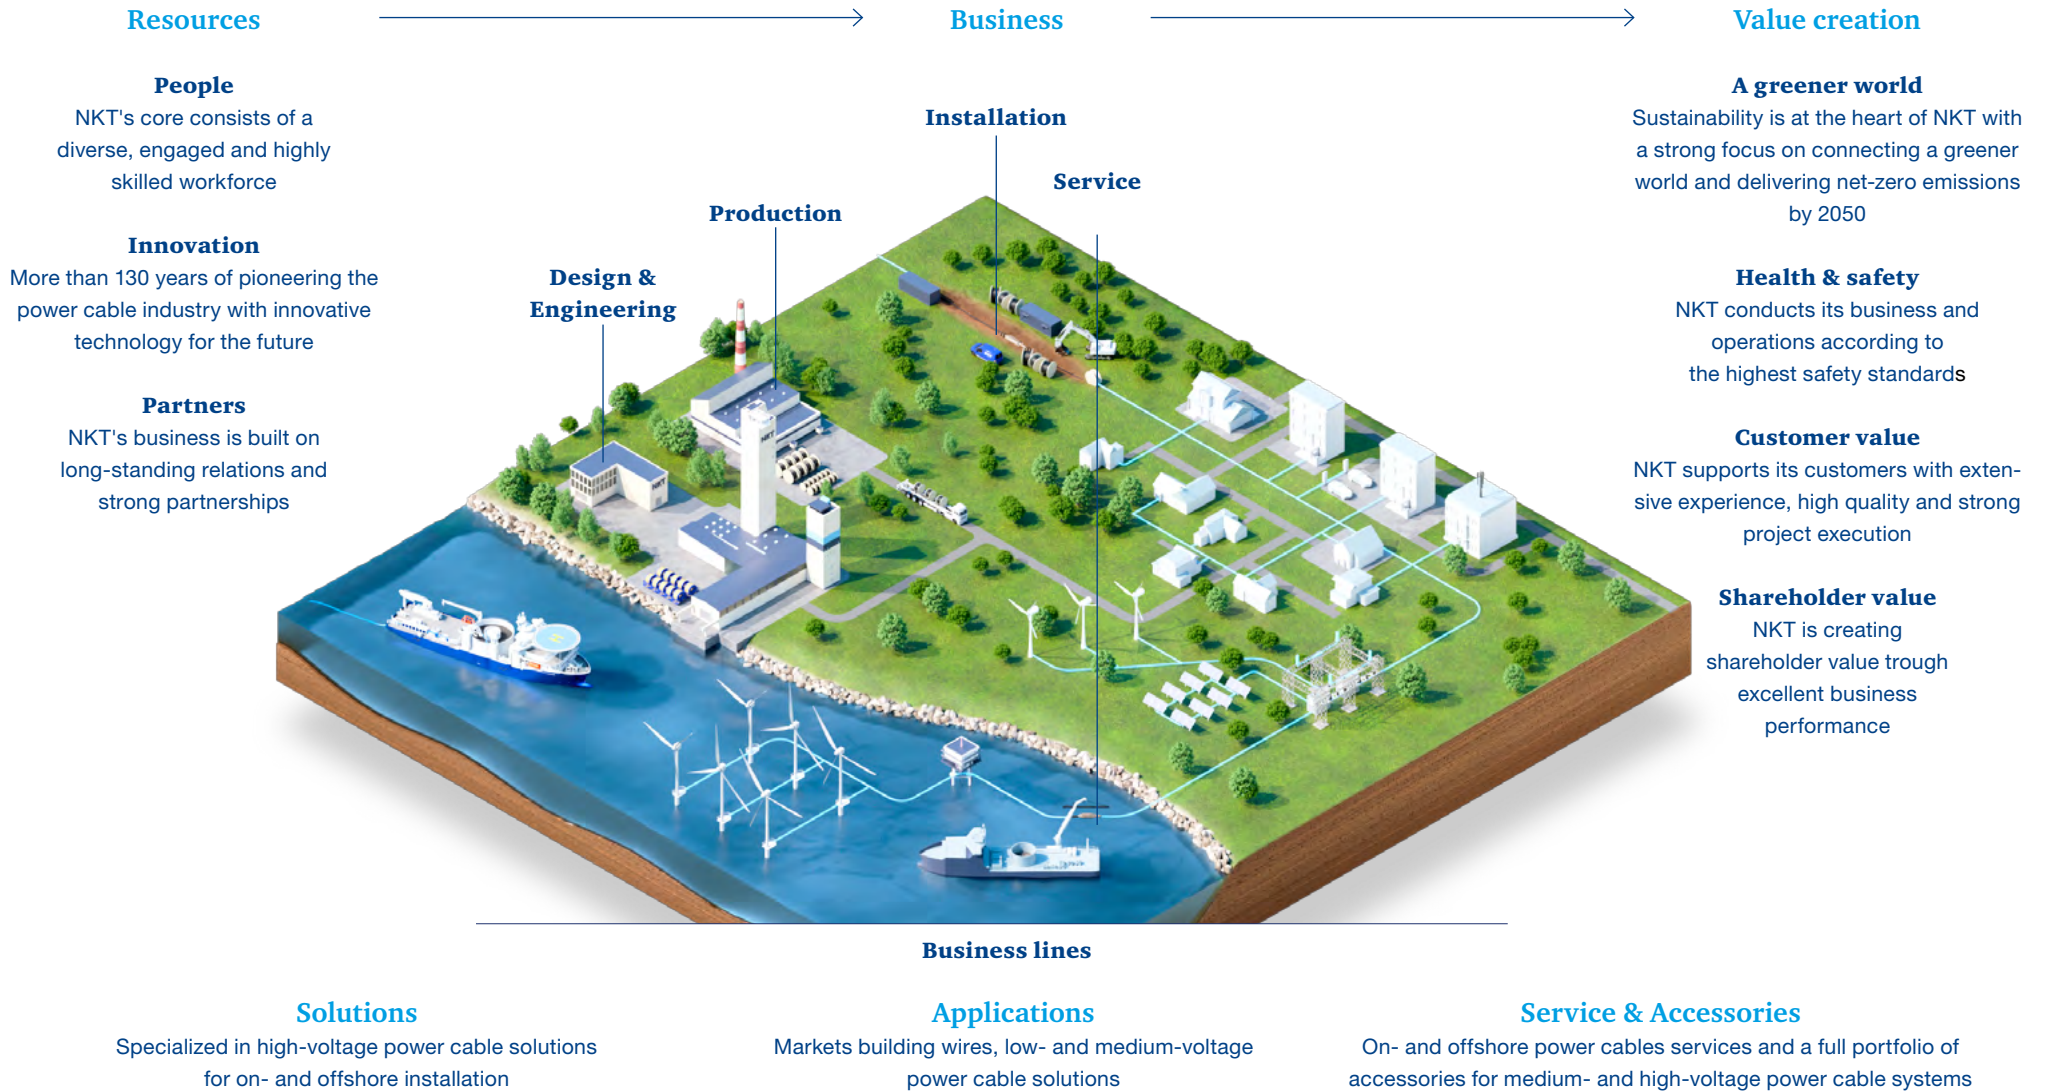 Resources
Business
Value creation
People
NKT's core consists of a
diverse, engaged and highly
skilled workforce
Innovation
More than 130 years of pioneering the
power cable industry with innovative
technology for the future
Partners
NKT's business is built on
long-standing relations and
strong partnerships
Installation
Service
Production
Design &
Engineering
NKT
NKT
A greener world
Sustainability is at the heart of NKT with
a strong focus on connecting a greener
world and delivering net-zero emissions
by 2050
Health & safety
NKT conducts its business and
operations according to
the highest safety standards
Customer value
NKT supports its customers with exten-
sive experience, high quality and strong
project execution
Shareholder value
NKT is creating
shareholder value trough
excellent business
performance
Business lines
Solutions
Specialized in high-voltage power cable solutions
for on- and offshore installation
Applications
Markets building wires, low- and medium-voltage
power cable solutions
Service & Accessories
On- and offshore power cables services and a full portfolio of
accessories for medium- and high-voltage power cable systems